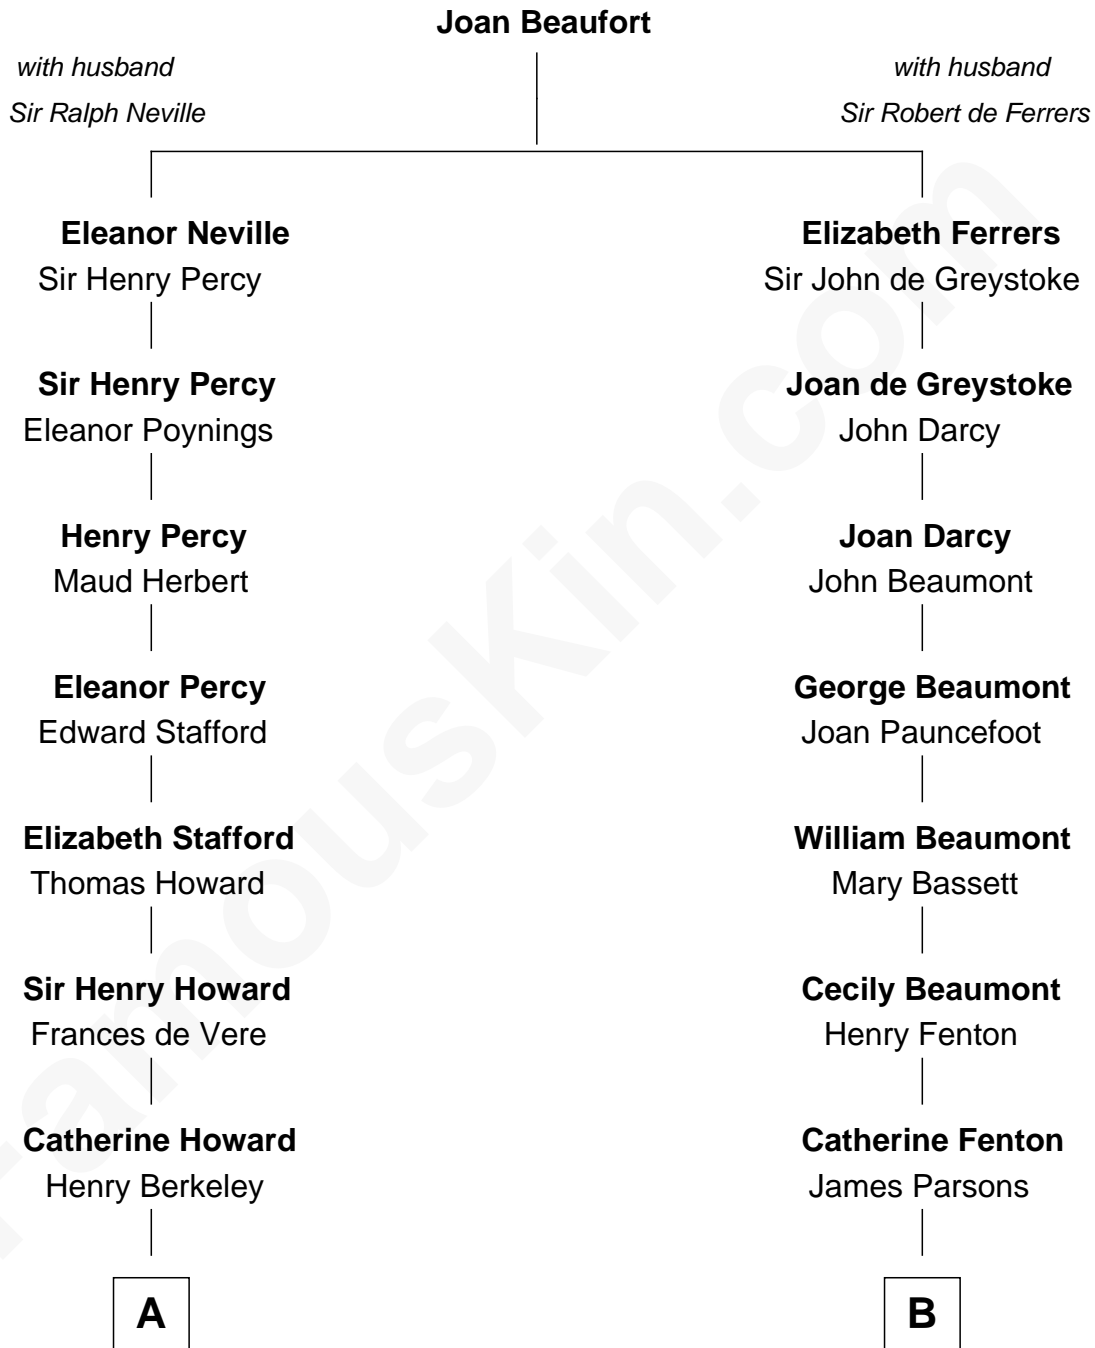 Joan Beaufort
with husband
Sir Ralph Neville
with husband
Sir Robert de Ferrers
Eleanor Neville
Sir Henry Percy
Elizabeth Ferrers
Sir John de Greystoke
Sir Henry Percy
Eleanor Poynings
Joan de Greystoke
John Darcy
Henry Percy
Maud Herbert
Joan Darcy
John Beaumont
Eleanor Percy
Edward Stafford
George Beaumont
Joan Pauncefoot
Elizabeth Stafford
Thomas Howard
William Beaumont
Mary Bassett
Sir Henry Howard
Frances de Vere
Cecily Beaumont
Henry Fenton
Catherine Howard
Henry Berkeley
Catherine Fenton
James Parsons
A
B
FamousKin.com